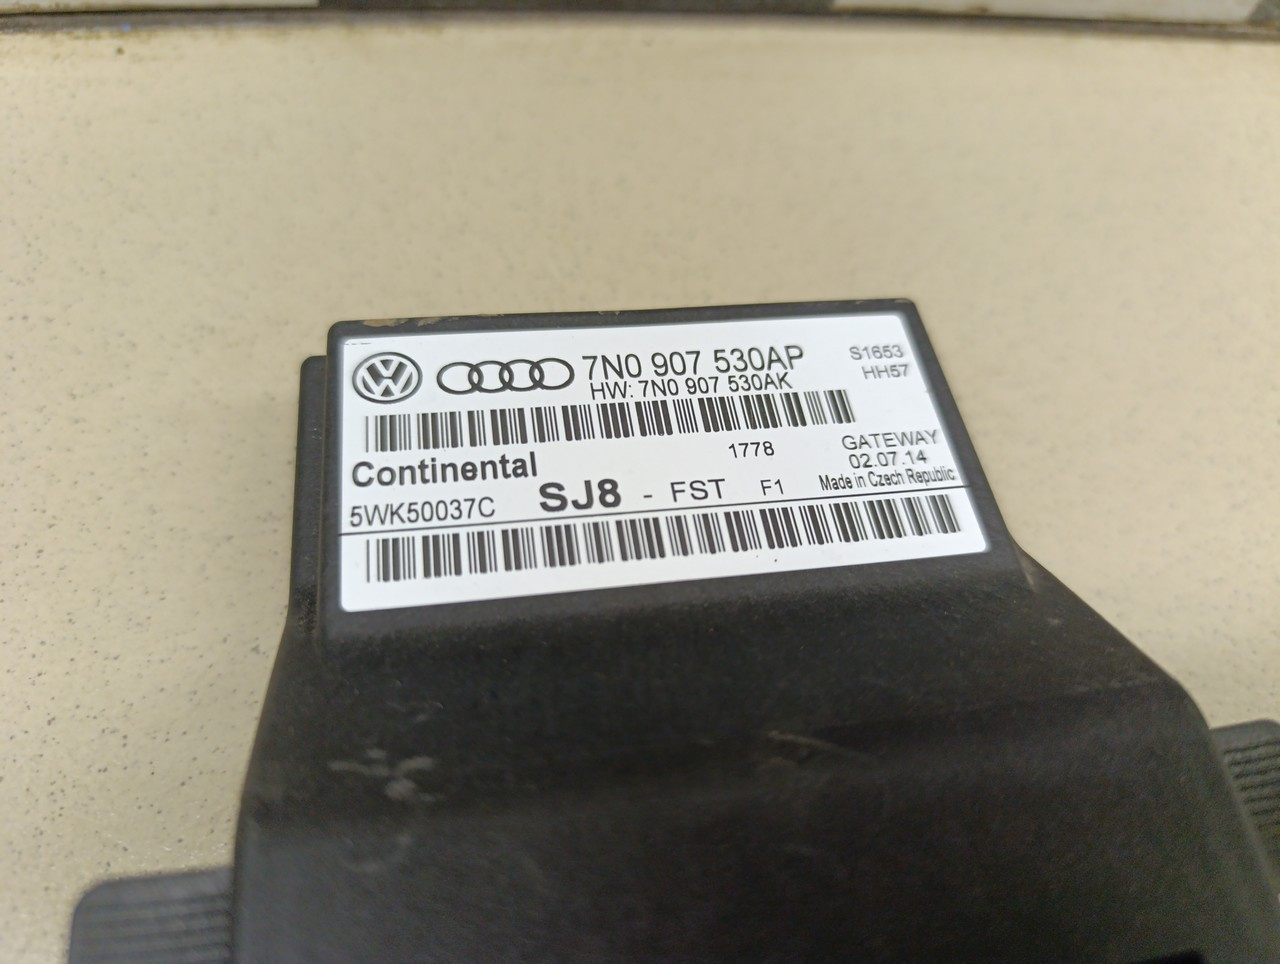 7N0 907 530AP
HW: 7N0 907 530AK
S1653
HH57
Continental
1778
GATEWAY
02.07.14
Made in Czech Republic
5WK50037C
SJ8 - FST F1